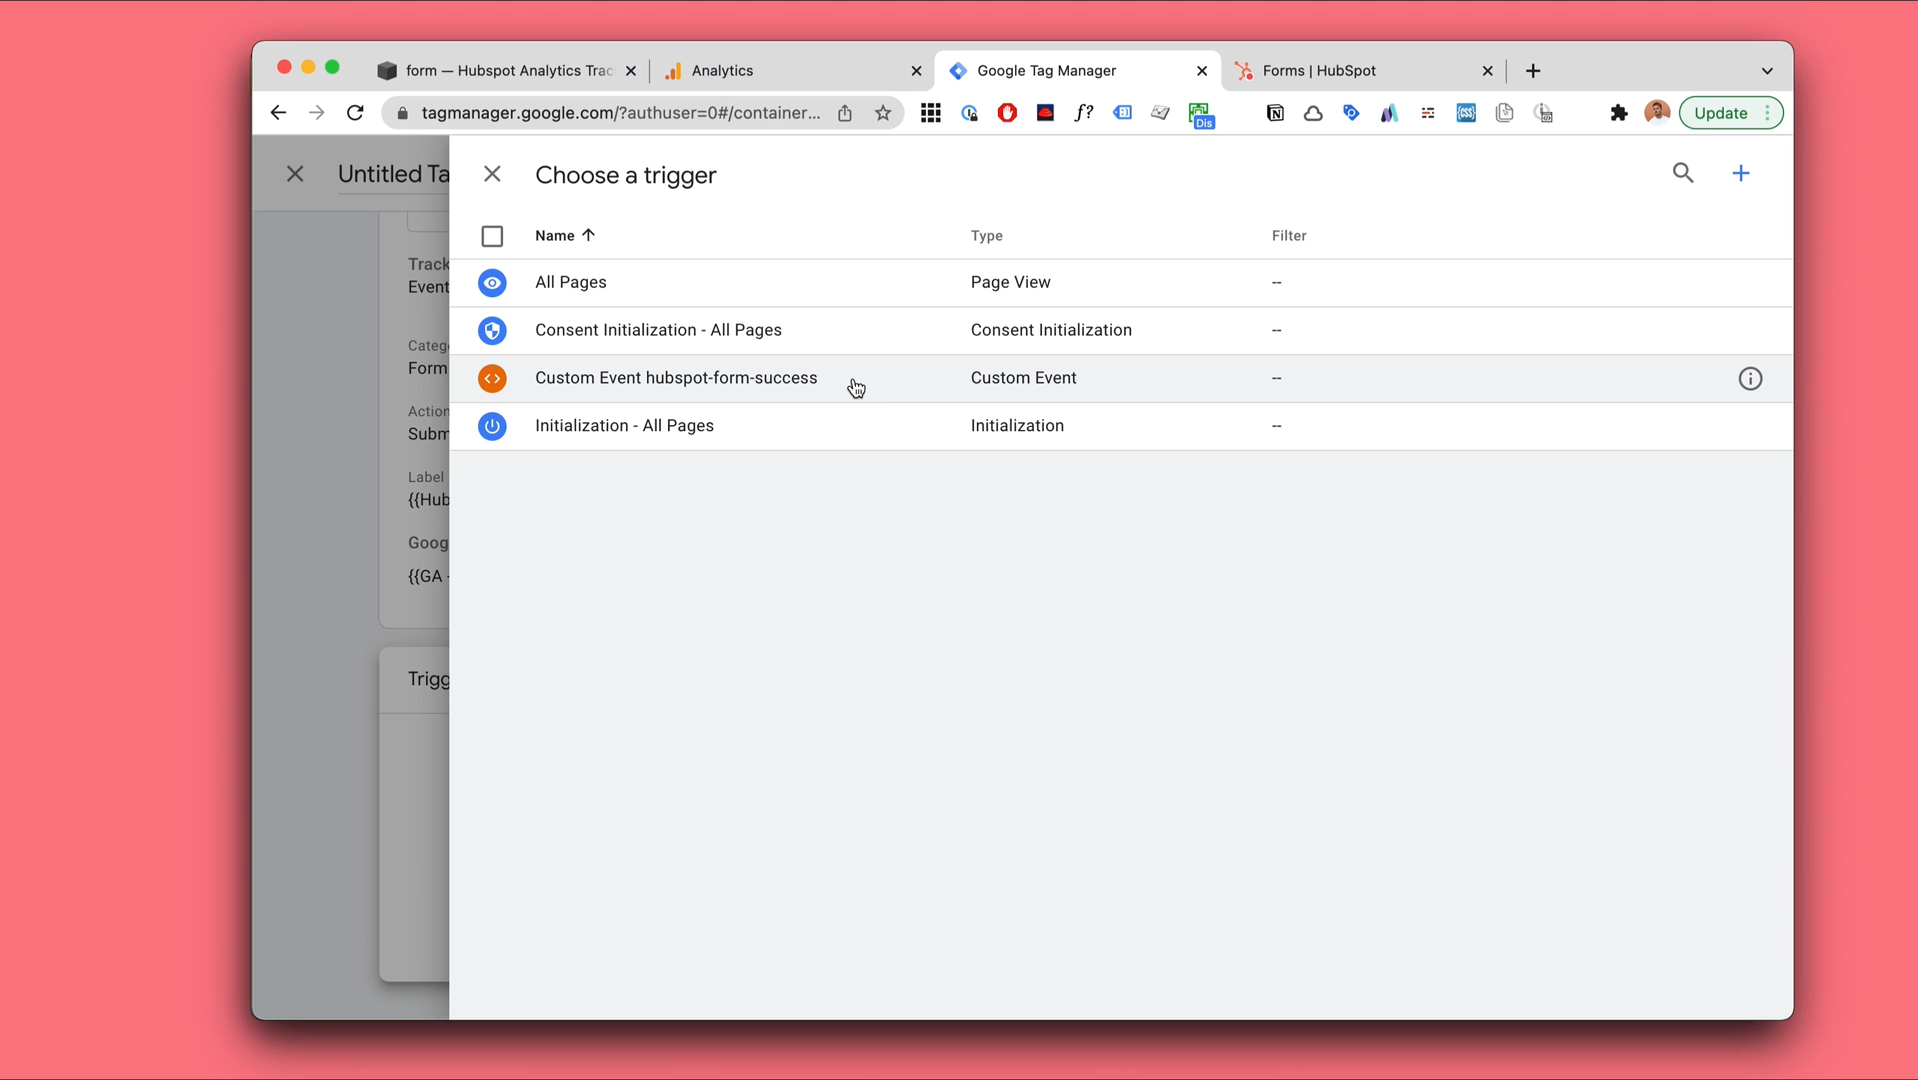 form — Hubspot Analytics Trac
Analytics
Google Tag Manager
Forms | HubSpot
tagmanager.google.com/?authuser=0#/container...
f?
Dis
CSS
Update
Untitled Ta
Choose a trigger
Name
Type
Filter
All Pages
Page View
--
Consent Initialization - All Pages
Consent Initialization
--
Custom Event hubspot-form-success
Custom Event
--
Initialization - All Pages
Initialization
--
Track
Event
Categ
Form
Action
Subm
Label
{{Hub
Goog
{{GA -
Trigg